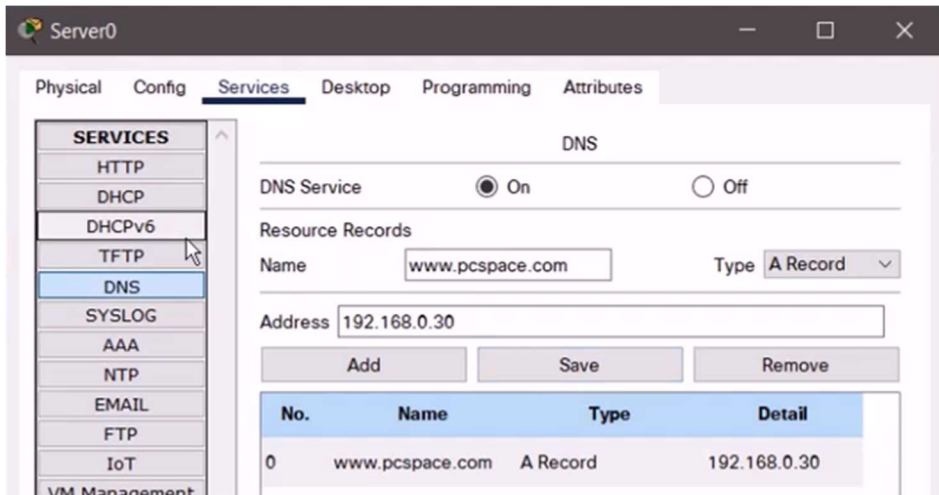 Server0
Physical Config Services Desktop Programming Attributes
SERVICES
HTTP
DHCP
DHCPv6
TFTP
DNS
SYSLOG
AAA
NTP
EMAIL
FTP
IoT
VM Management
DNS
DNS Service On Off
Resource Records
Name www.pcspace.com Type A Record
Address 192.168.0.30
Add Save Remove
No. Name Type Detail
0 www.pcspace.com A Record 192.168.0.30